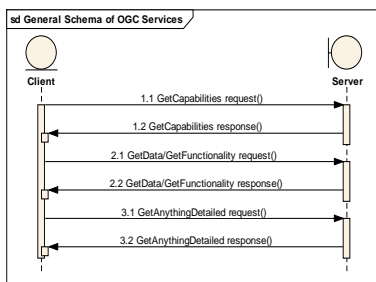 sd General Schema of OGC Services
Client
Server
1.1 GetCapabilities request()
1.2 GetCapabilities response()
2.1 GetData/GetFunctionality request()
2.2 GetData/GetFunctionality response()
3.1 GetAnythingDetailed request()
3.2 GetAnythingDetailed response()